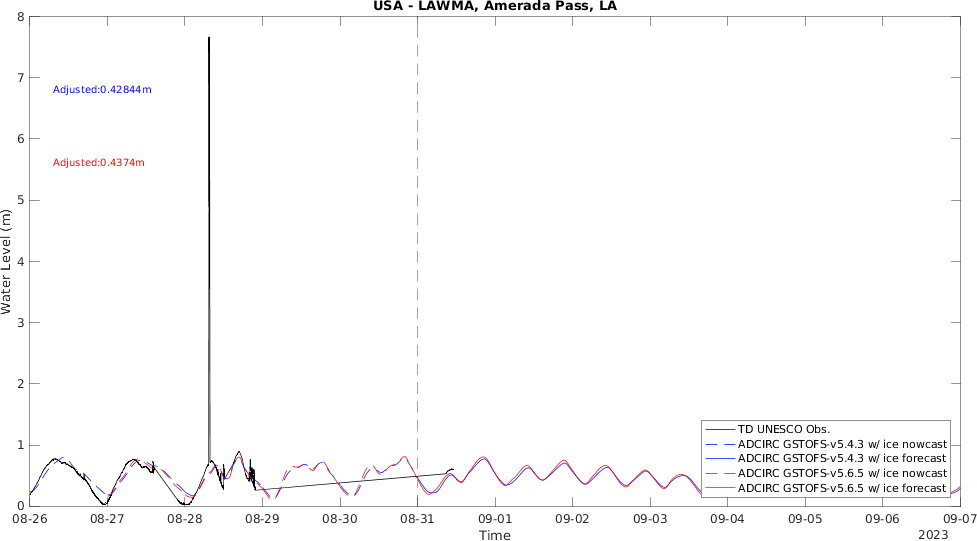 USA - LAWMA, Amerada Pass, LA
8
7
6
5
4
3
2
1
0
Water Level (m)
Adjusted:0.42844m
Adjusted:0.4374m
TD UNESCO Obs.
ADCIRC GSTOFS-v5.4.3 w/ ice nowcast
ADCIRC GSTOFS-v5.4.3 w/ ice forecast
ADCIRC GSTOFS-v5.6.5 w/ ice nowcast
ADCIRC GSTOFS-v5.6.5 w/ ice forecast
08-26 08-27 08-28 08-29 08-30 08-31 09-01 09-02 09-03 09-04 09-05 09-06 09-07
Time
2023